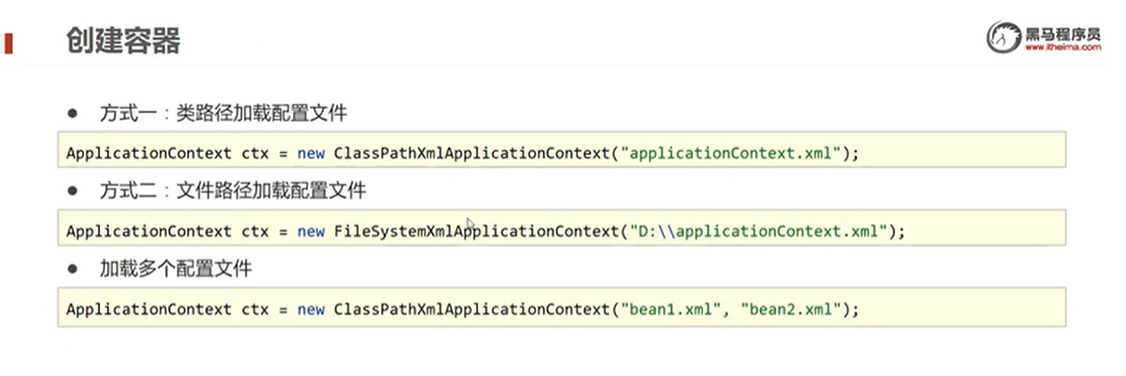 创建容器
黑马程序员
www.itheima.com
● 方式一：类路径加载配置文件
ApplicationContext ctx = new ClassPathXmlApplicationContext("applicationContext.xml");
● 方式二：文件路径加载配置文件
ApplicationContext ctx = new FileSystemXmlApplicationContext("D:\\applicationContext.xml");
● 加载多个配置文件
ApplicationContext ctx = new ClassPathXmlApplicationContext("bean1.xml", "bean2.xml");